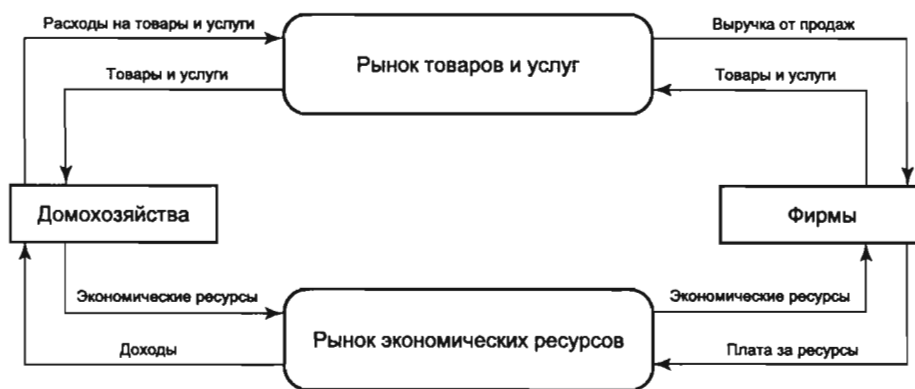 Расходы на товары и услуги
Выручка от продаж
Рынок товаров и услуг
Товары и услуги
Товары и услуги
Домохозяйства
Фирмы
Экономические ресурсы
Экономические ресурсы
Рынок экономических ресурсов
Доходы
Плата за ресурсы